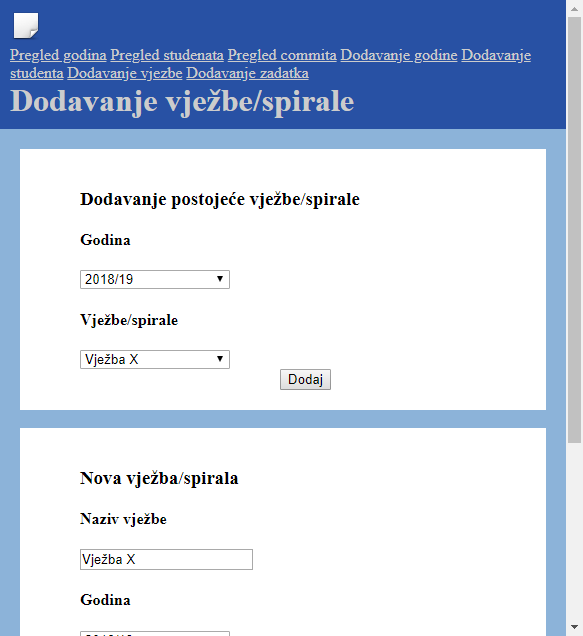 Pregled godina Pregled studenata Pregled commita Dodavanje godine Dodavanje
studenta Dodavanje vjezbe Dodavanje zadatka
Dodavanje vježbe/spirale
Dodavanje postojeće vježbe/spirale
Godina
2018/19
Vježbe/spirale
Vježba X
Dodaj
Nova vježba/spirala
Naziv vježbe
Vježba X
Godina